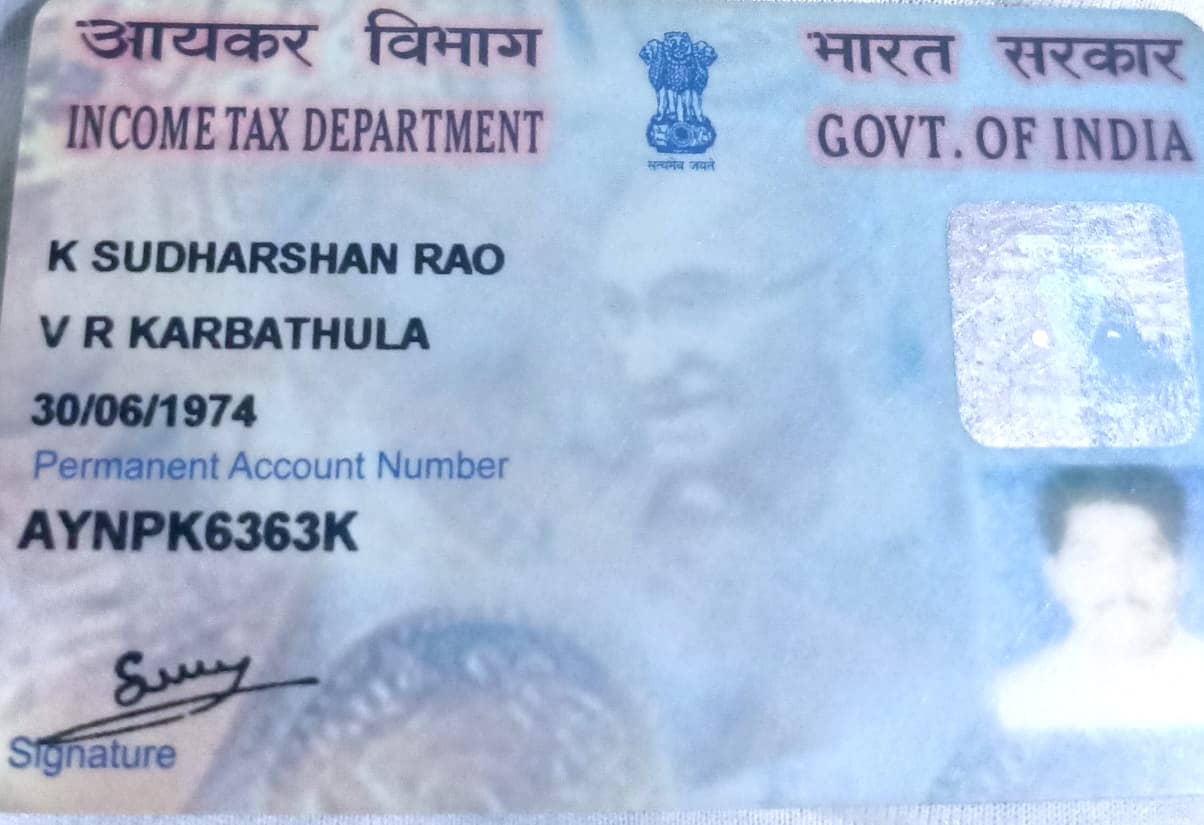 आयकर विभाग
भारत सरकार
INCOME TAX DEPARTMENT
GOVT. OF INDIA
सत्यमेव जयते
K SUDHARSHAN RAO
V R KARBATHULA
30/06/1974
Permanent Account Number
AYNPK6363K
Signature